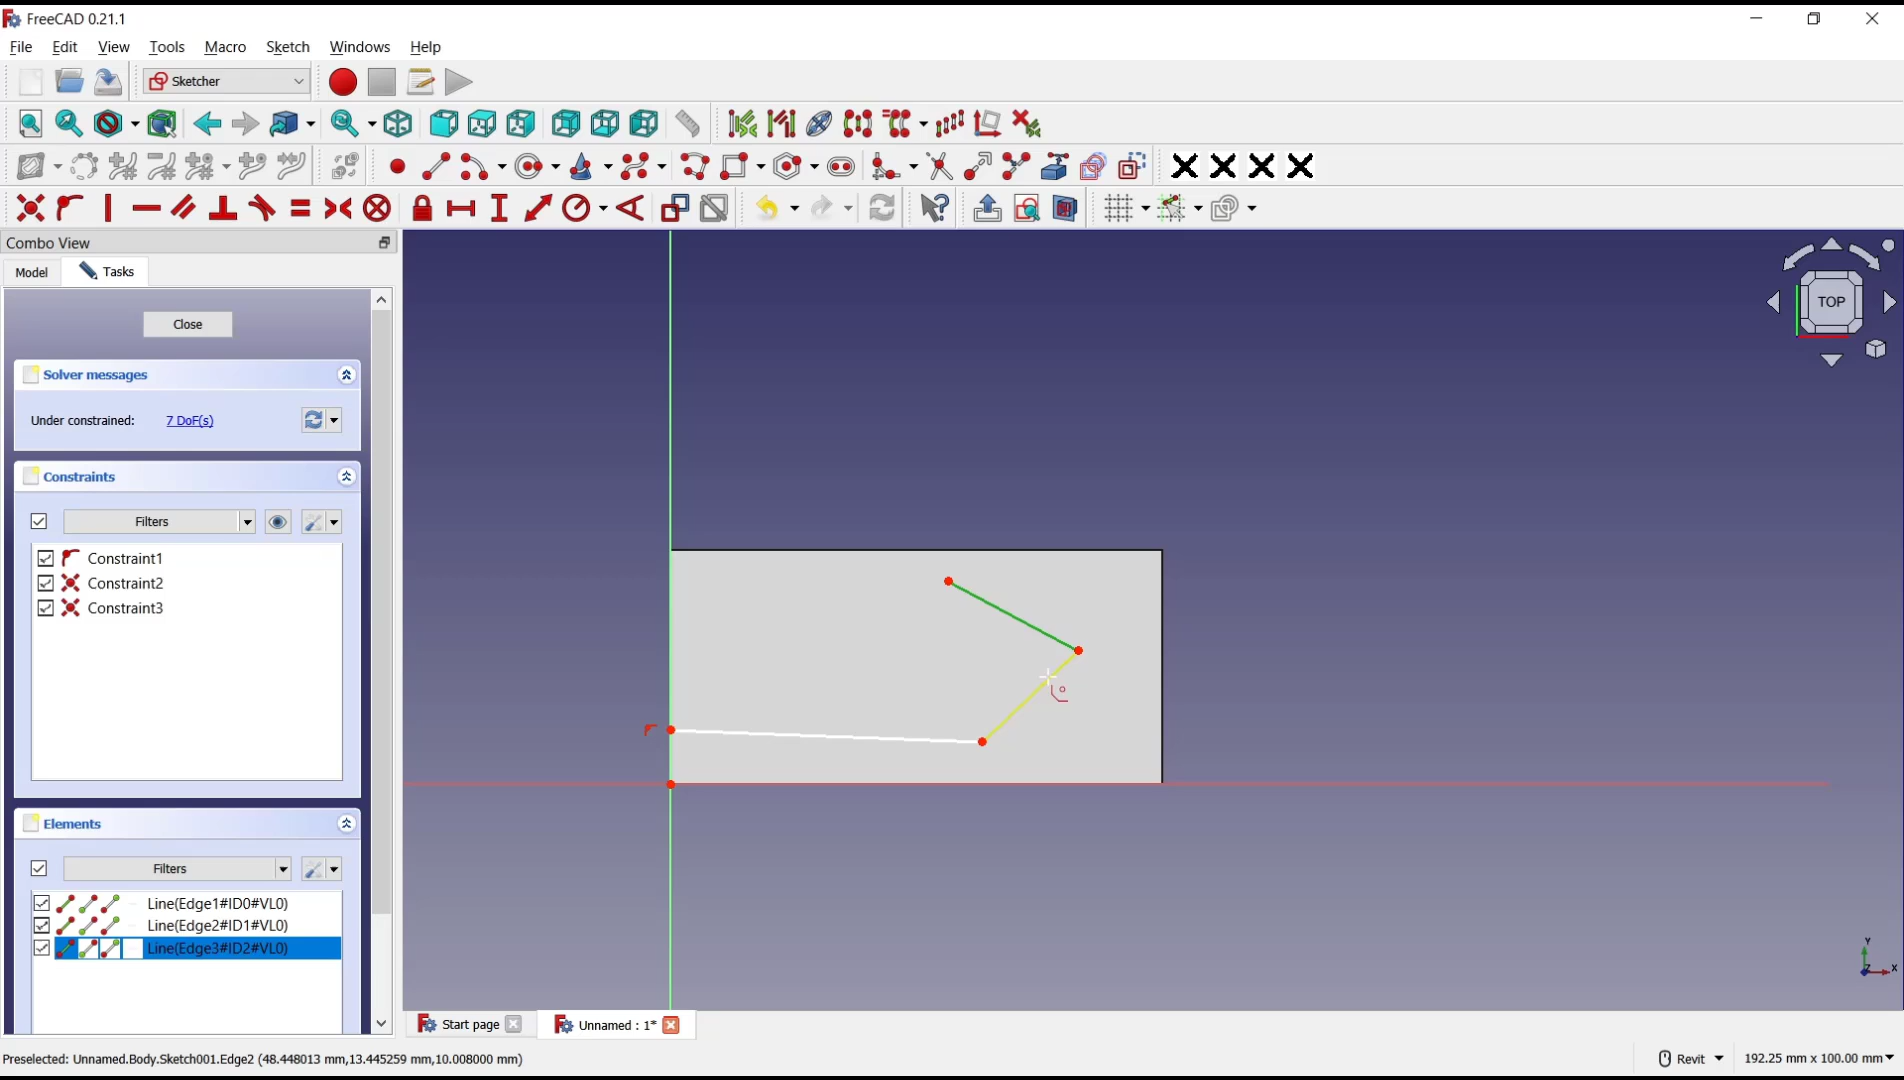 FreeCAD 0.21.1
File Edit View Tools Macro Sketch Windows Help
Sketcher
Combo View
Model Tasks
TOP
Close
Solver messages
Under constrained: 7 DoF(s)
Constraints
Filters
Constraint1
Constraint2
Constraint3
Elements
Filters
Line(Edge1#ID0#VL0)
Line(Edge2#ID1#VL0)
Line(Edge3#ID2#VL0)
Y
Z X
Start page Unnamed : 1*
Preselected: Unnamed.Body.Sketch001.Edge2 (48.448013 mm,13.445259 mm,10.008000 mm) Revit 192.25 mm x 100.00 mm